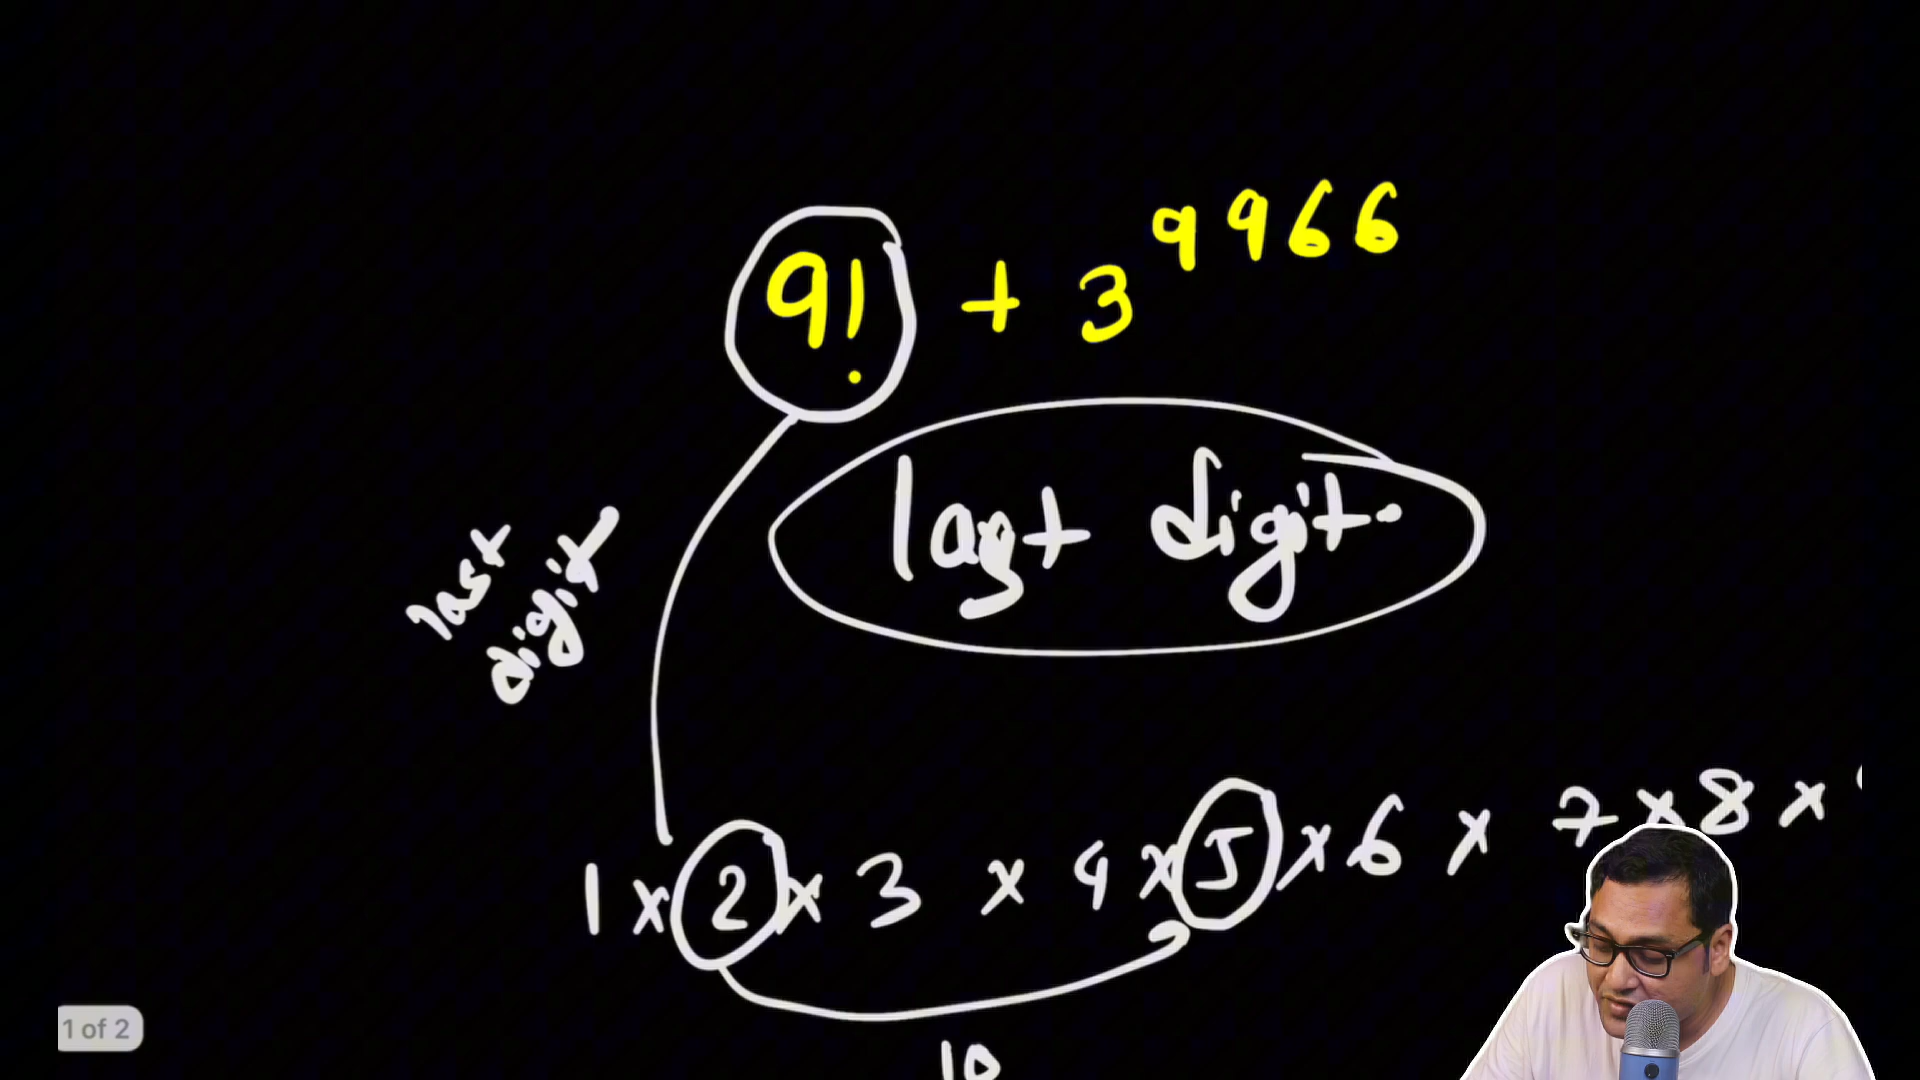 9! + 3^9966
last digit.
last
digit
1 x 2 x 3 x 4 x 5 x 6 x 7 x 8 x
10
1 of 2